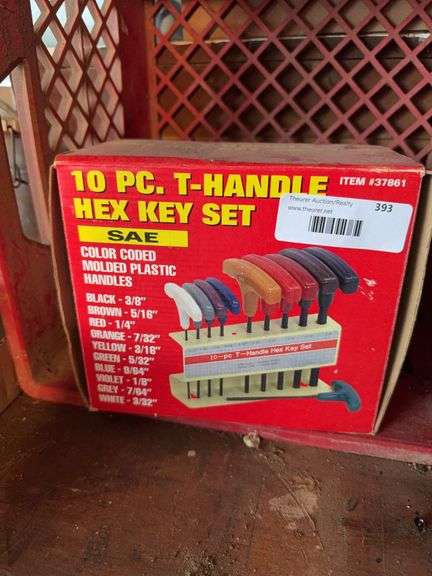 10 PC. T-HANDLE
HEX KEY SET
ITEM #37861
Theurer Auction/Realty
www.theurer.net
393
SAE
COLOR CODED
MOLDED PLASTIC
HANDLES
BLACK - 3/8"
BROWN - 5/16"
RED - 1/4"
ORANGE - 7/32"
YELLOW - 3/16"
GREEN - 5/32"
BLUE - 9/64"
VIOLET - 1/8"
GREY - 7/64"
WHITE - 3/32"
10-pc T-Handle Hex Key Set